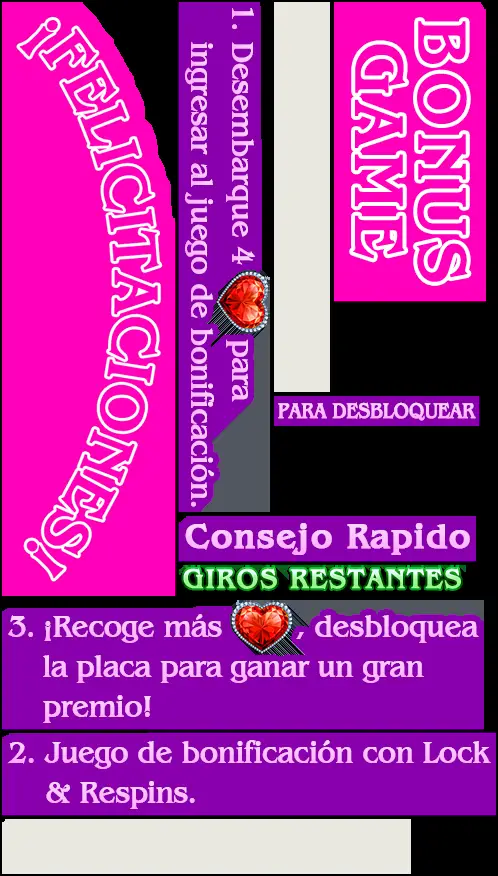 ¡FELICITACIONES!
1. Desembarque 4 para
ingresar al juego de bonificación.
BONUS
GAME
PARA DESBLOQUEAR
Consejo Rapido
GIROS RESTANTES
3. ¡Recoge más , desbloquea
la placa para ganar un gran
premio!
2. Juego de bonificación con Lock
& Respins.